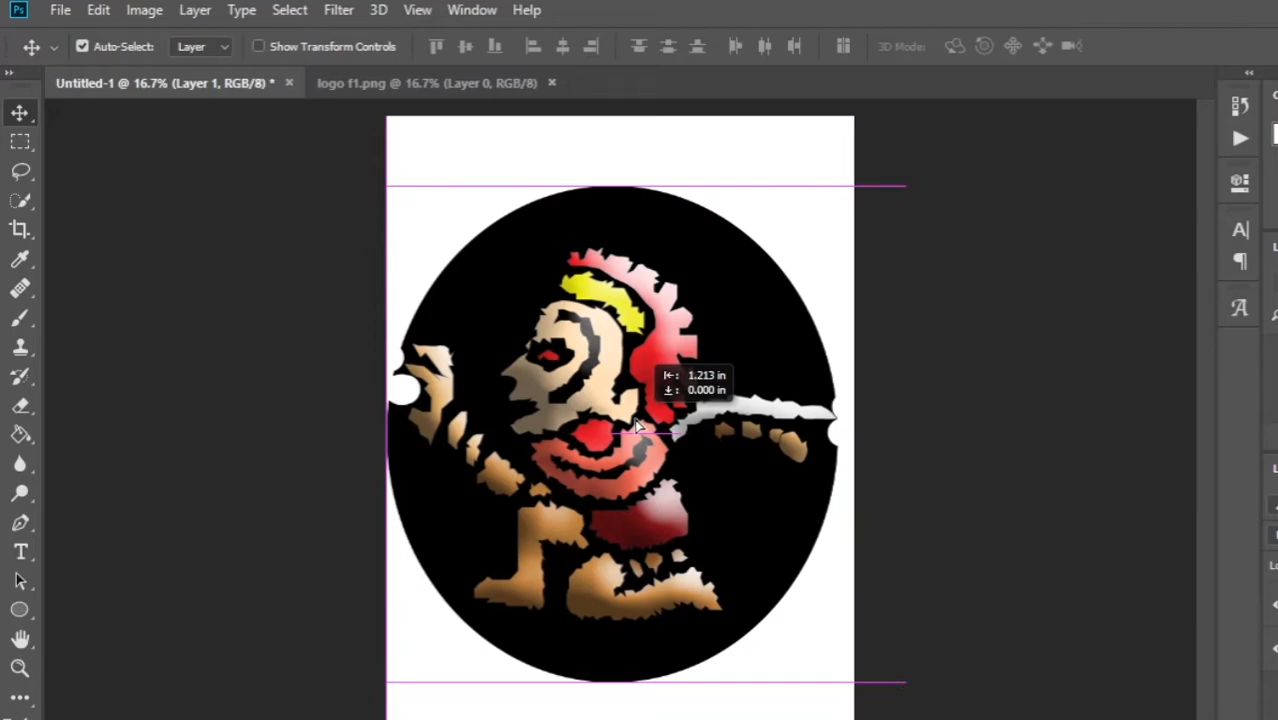 Ps File Edit Image Layer Type Select Filter 3D View Window Help
Auto-Select: Layer Show Transform Controls 3D Mode:
Untitled-1 @ 16.7% (Layer 1, RGB/8) * × logo f1.png @ 16.7% (Layer 0, RGB/8) ×
1.213 in
0.000 in